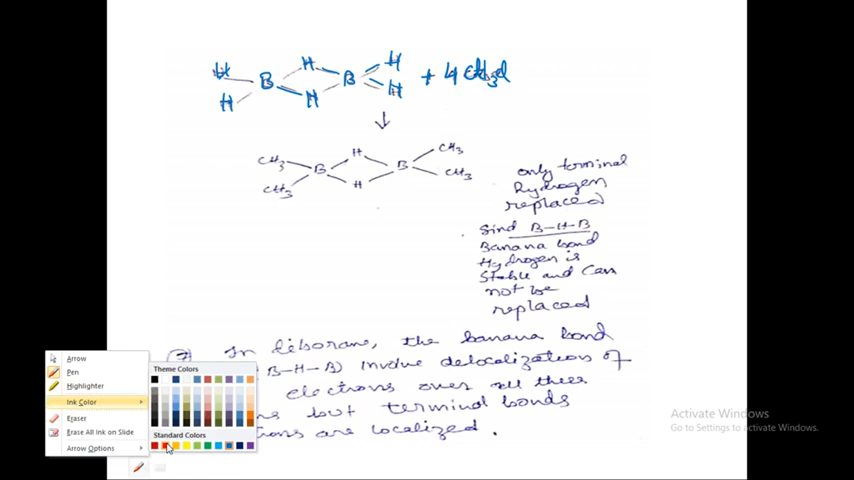 H H H
B B + 4CH3Cl
H H H
↓
CH3 H CH3
B B
CH3 H CH3
only terminal
hydrogen
replaced
Sind B-H-B
Banana bond
Hydrogen is
Stable and Can
not be
replaced
7 In diborane, the banana bond
B-H-B) involve delocalization of
electrons over all three
but terminal bonds
are localized.
Arrow
Pen
Highlighter
Ink Color
Eraser
Erase All Ink on Slide
Arrow Options
Theme Colors
Standard Colors
Activate Windows
Go to Settings to activate Windows.